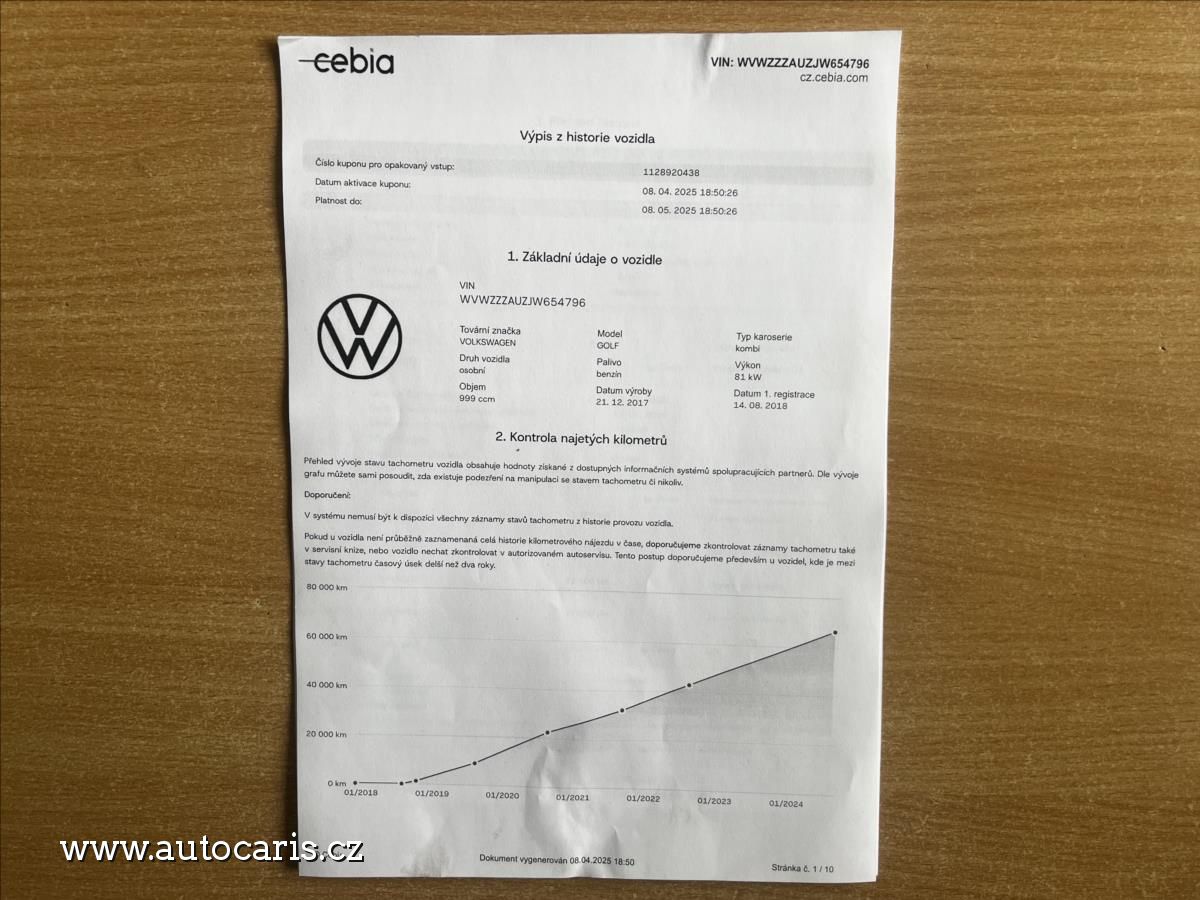 cebia
VIN: WVWZZZAUZJW654796
cz.cebia.com
Výpis z historie vozidla
Číslo kuponu pro opakovaný vstup: 1128920438
Datum aktivace kuponu: 08. 04. 2025 18:50:26
Platnost do: 08. 05. 2025 18:50:26
1. Základní údaje o vozidle
VIN
WVWZZZAUZJW654796
Tovární značka Model Typ karoserie
VOLKSWAGEN GOLF kombi
Druh vozidla Palivo Výkon
osobní benzín 81 kW
Objem Datum výroby Datum 1. registrace
999 ccm 21. 12. 2017 14. 08. 2018
2. Kontrola najetých kilometrů
Přehled vývoje stavu tachometru vozidla obsahuje hodnoty získané z dostupných informačních systémů spolupracujících partnerů. Dle vývoje
grafu můžete sami posoudit, zda existuje podezření na manipulaci se stavem tachometru či nikoliv.
Doporučení:
V systému nemusí být k dispozici všechny záznamy stavů tachometru z historie provozu vozidla.
Pokud u vozidla není průběžně zaznamenaná celá historie kilometrového nájezdu v čase, doporučujeme zkontrolovat záznamy tachometru také
v servisní knize, nebo vozidlo nechat zkontrolovat v autorizovaném autoservisu. Tento postup doporučujeme především u vozidel, kde je mezi
stavy tachometru časový úsek delší než dva roky.
80 000 km
60 000 km
40 000 km
20 000 km
0 km
01/2018 01/2019 01/2020 01/2021 01/2022 01/2023 01/2024
www.autocaris.cz
Dokument vygenerován 08.04.2025 18:50
Stránka č. 1 / 10